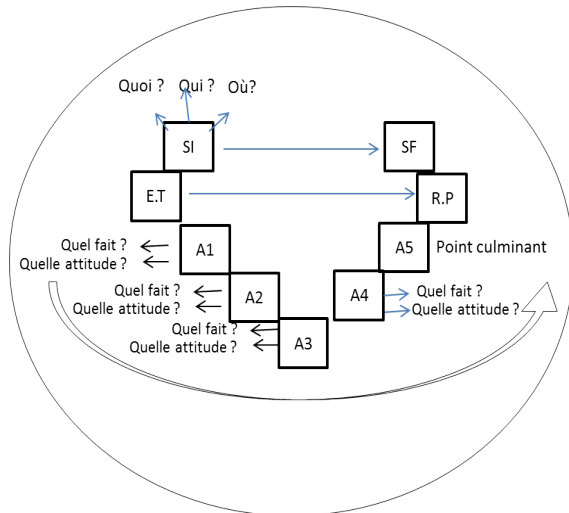 Quoi ? Qui ? Où?
SI
SF
E.T
R.P
Quel fait ?
Quelle attitude ?
A1
A5
Point culminant
Quel fait ?
Quelle attitude ?
A2
A4
Quel fait ?
Quelle attitude ?
Quel fait ?
Quelle attitude ?
A3